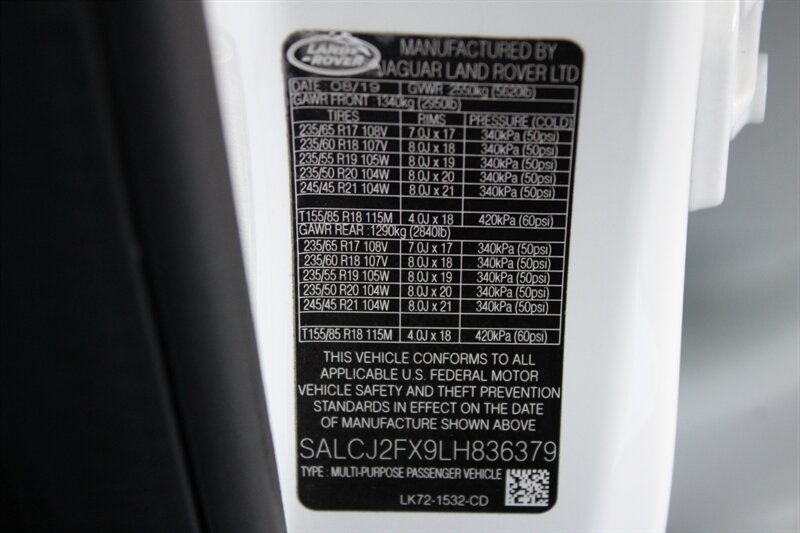 LAND ROVER
MANUFACTURED BY
JAGUAR LAND ROVER LTD
DATE 08/19 GVWR 2550kg (5620lb)
GAWR FRONT : 1340kg (2950lb)
TIRES RIMS PRESSURE (COLD)
235/65 R17 108V 7.0J x 17 340kPa (50psi)
235/60 R18 107V 8.0J x 18 340kPa (50psi)
235/55 R19 105W 8.0J x 19 340kPa (50psi)
235/50 R20 104W 8.0J x 20 340kPa (50psi)
245/45 R21 104W 8.0J x 21 340kPa (50psi)
T155/85 R18 115M 4.0J x 18 420kPa (60psi)
GAWR REAR :1290kg (2840lb)
235/65 R17 108V 7.0J x 17 340kPa (50psi)
235/60 R18 107V 8.0J x 18 340kPa (50psi)
235/55 R19 105W 8.0J x 19 340kPa (50psi)
235/50 R20 104W 8.0J x 20 340kPa (50psi)
245/45 R21 104W 8.0J x 21 340kPa (50psi)
T155/85 R18 115M 4.0J x 18 420kPa (60psi)
THIS VEHICLE CONFORMS TO ALL
APPLICABLE U.S. FEDERAL MOTOR
VEHICLE SAFETY AND THEFT PREVENTION
STANDARDS IN EFFECT ON THE DATE
OF MANUFACTURE SHOWN ABOVE
SALCJ2FX9LH836379
TYPE : MULTI-PURPOSE PASSENGER VEHICLE
LK72-1532-CD